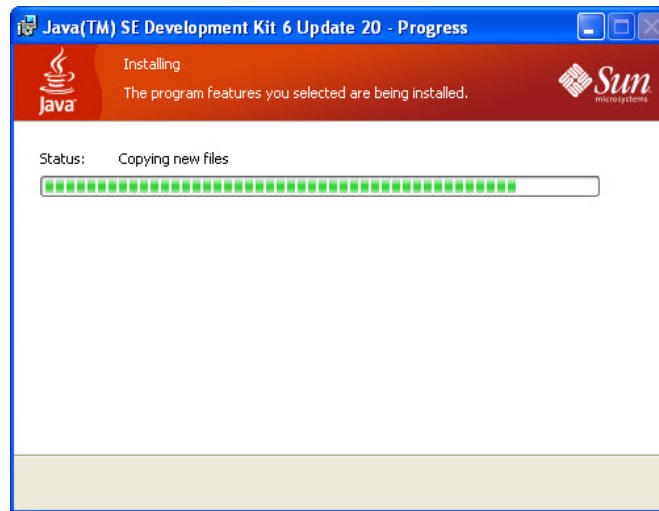 Java(TM) SE Development Kit 6 Update 20 - Progress
Installing
The program features you selected are being installed.
Java
Sun
microsystems
Status: Copying new files